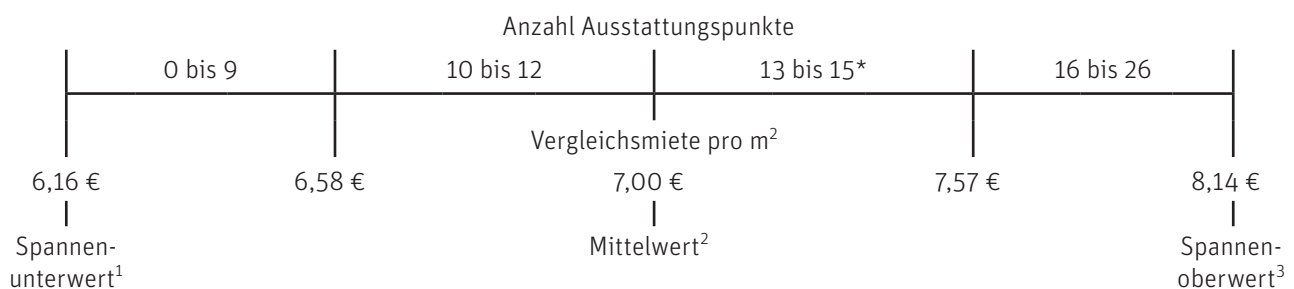 Anzahl Ausstattungspunkte
0 bis 9 10 bis 12 13 bis 15* 16 bis 26
Vergleichsmiete pro m²
6,16 € 6,58 € 7,00 € 7,57 € 8,14 €
Spannen-
unterwert¹
Mittelwert²
Spannen-
oberwert³